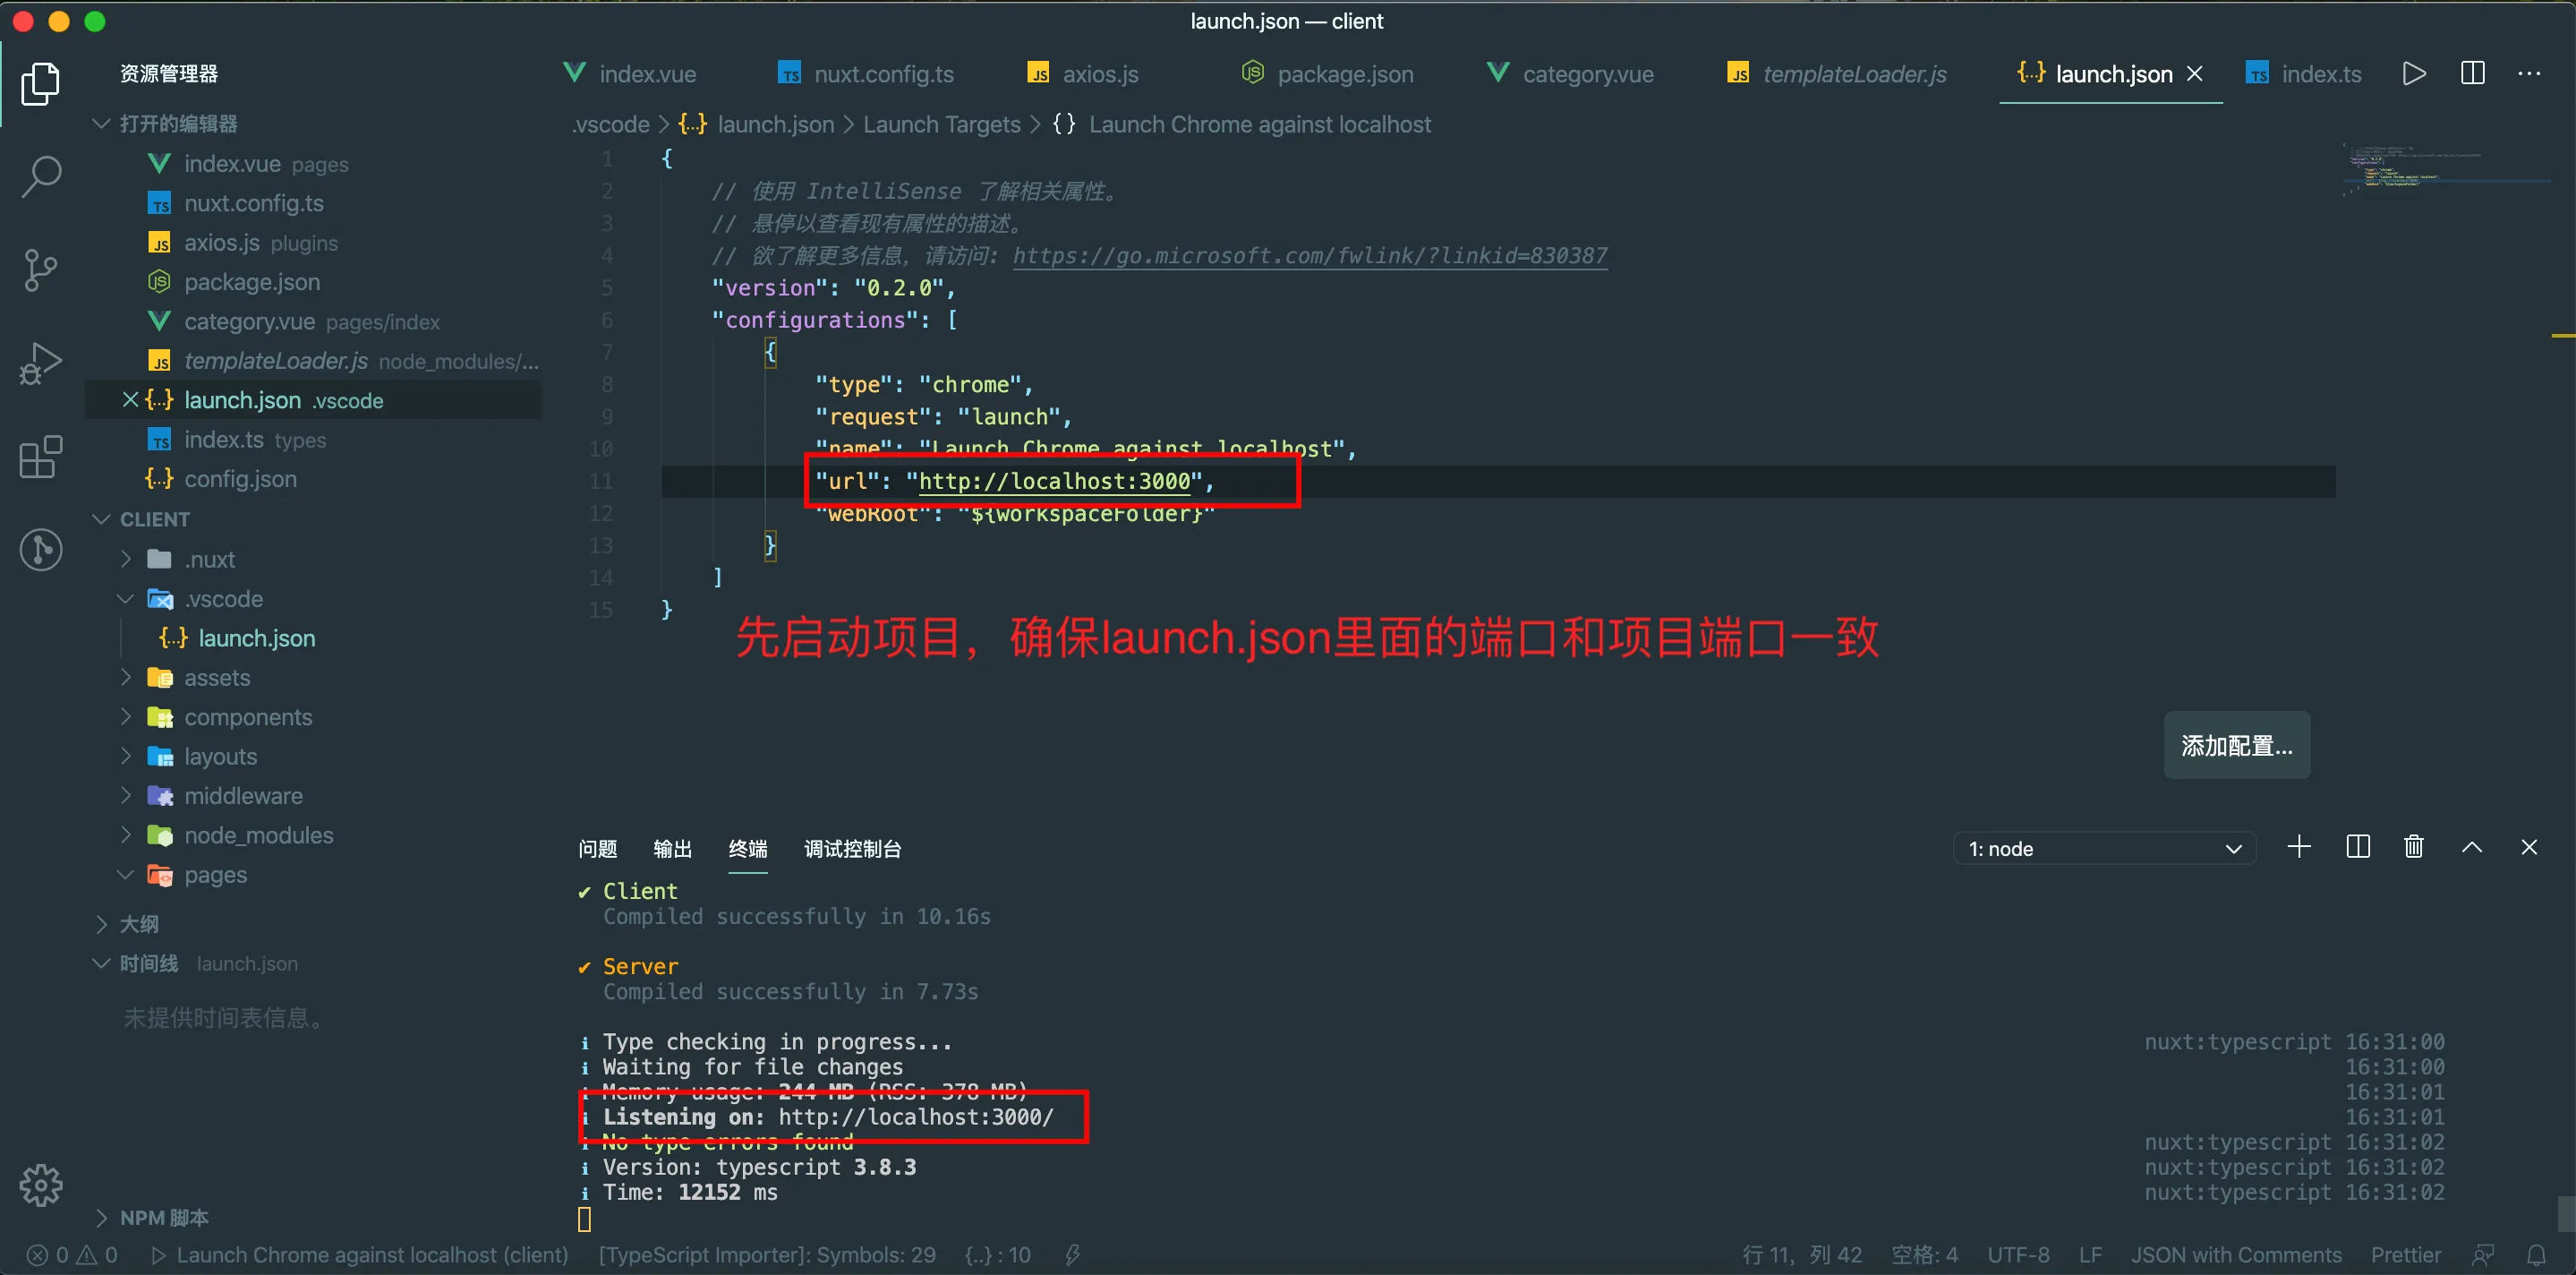 launch.json — client
资源管理器
打开的编辑器
index.vue pages
nuxt.config.ts
axios.js plugins
package.json
category.vue pages/index
templateLoader.js node_modules/...
launch.json .vscode
index.ts types
config.json
CLIENT
.nuxt
.vscode
launch.json
assets
components
layouts
middleware
node_modules
pages
大纲
时间线 launch.json
未提供时间表信息。
NPM 脚本
index.vue
nuxt.config.ts
axios.js
package.json
category.vue
templateLoader.js
launch.json
index.ts
.vscode > {..} launch.json > Launch Targets > {} Launch Chrome against localhost
1 {
2 // 使用 IntelliSense 了解相关属性。
3 // 悬停以查看现有属性的描述。
4 // 欲了解更多信息，请访问: https://go.microsoft.com/fwlink/?linkid=830387
5 "version": "0.2.0",
6 "configurations": [
7 {
8 "type": "chrome",
9 "request": "launch",
10 "name": "Launch Chrome against localhost",
11 "url": "http://localhost:3000",
12 "webRoot": "${workspaceFolder}"
13 }
14 ]
15 }
先启动项目，确保launch.json里面的端口和项目端口一致
添加配置...
问题 输出 终端 调试控制台
1: node
✔ Client
Compiled successfully in 10.16s
✔ Server
Compiled successfully in 7.73s
ℹ Type checking in progress... nuxt:typescript 16:31:00
ℹ Waiting for file changes 16:31:00
ℹ Memory usage: 244 MB (RSS: 378 MB) 16:31:01
ℹ Listening on: http://localhost:3000/ 16:31:01
ℹ No type errors found nuxt:typescript 16:31:02
ℹ Version: typescript 3.8.3 nuxt:typescript 16:31:02
ℹ Time: 12152 ms nuxt:typescript 16:31:02
0 0 Launch Chrome against localhost (client) [TypeScript Importer]: Symbols: 29 {..} : 10 行 11，列 42 空格: 4 UTF-8 LF JSON with Comments Prettier